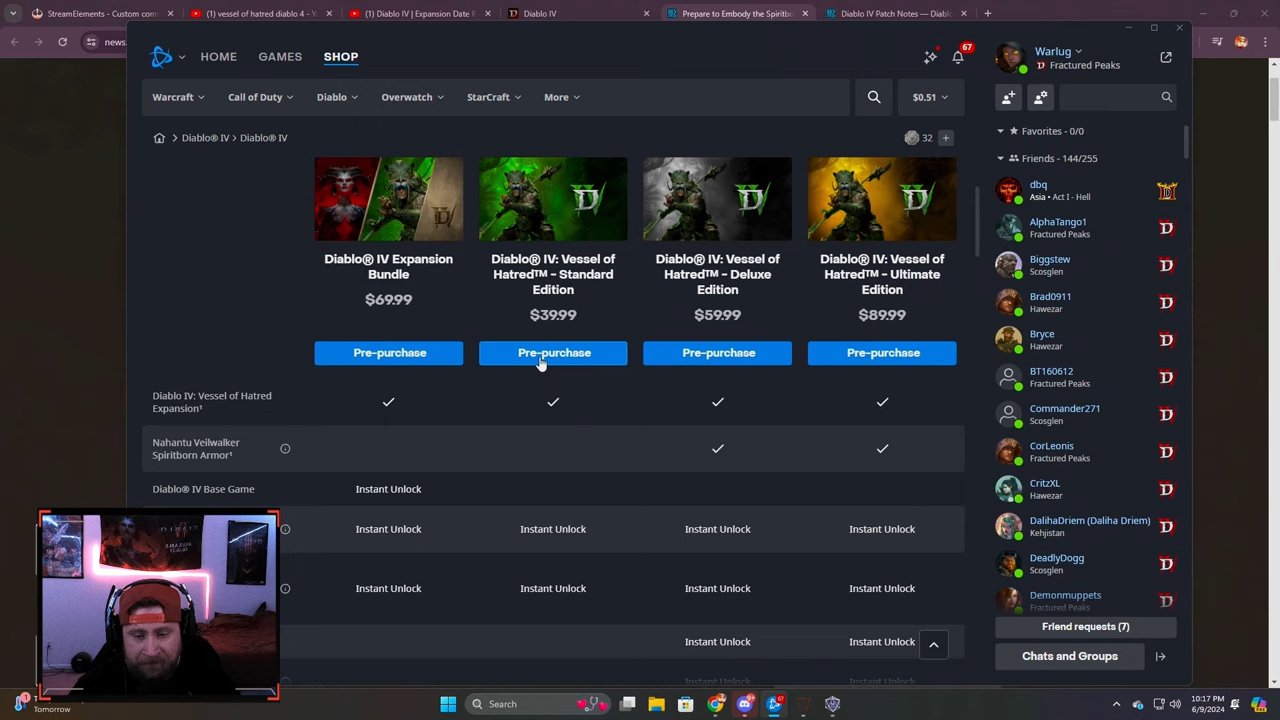 StreamElements - Custom com
(1) vessel of hatred diablo 4 - Y
(1) Diablo IV | Expansion Date R
Diablo IV
Prepare to Embody the Spiritbo
Diablo IV Patch Notes — Diablo
news.
HOME
GAMES
SHOP
67
Warlug
Fractured Peaks
Warcraft
Call of Duty
Diablo
Overwatch
StarCraft
More
$0.51
Diablo® IV > Diablo® IV
32
Favorites - 0/0
Friends - 144/255
Diablo® IV Expansion
Bundle
$69.99
Pre-purchase
Diablo® IV: Vessel of
Hatred™ - Standard
Edition
$39.99
Pre-purchase
Diablo® IV: Vessel of
Hatred™ - Deluxe
Edition
$59.99
Pre-purchase
Diablo® IV: Vessel of
Hatred™ - Ultimate
Edition
$89.99
Pre-purchase
Diablo IV: Vessel of Hatred
Expansion¹
Nahantu Veilwalker
Spiritborn Armor¹
Diablo® IV Base Game
Instant Unlock
Instant Unlock
Instant Unlock
Instant Unlock
Instant Unlock
Instant Unlock
Instant Unlock
Instant Unlock
Instant Unlock
Instant Unlock
Instant Unlock
dbq
Asia • Act I - Hell
AlphaTango1
Fractured Peaks
Biggstew
Scosglen
Brad0911
Hawezar
Bryce
Hawezar
BT160612
Fractured Peaks
Commander271
Scosglen
CorLeonis
Fractured Peaks
CritzXL
Hawezar
DalihaDriem (Daliha Driem)
Kehjistan
DeadlyDogg
Scosglen
Demonmuppets
Fractured Peaks
Friend requests (7)
Chats and Groups
Tomorrow
Search
10:17 PM
6/9/2024